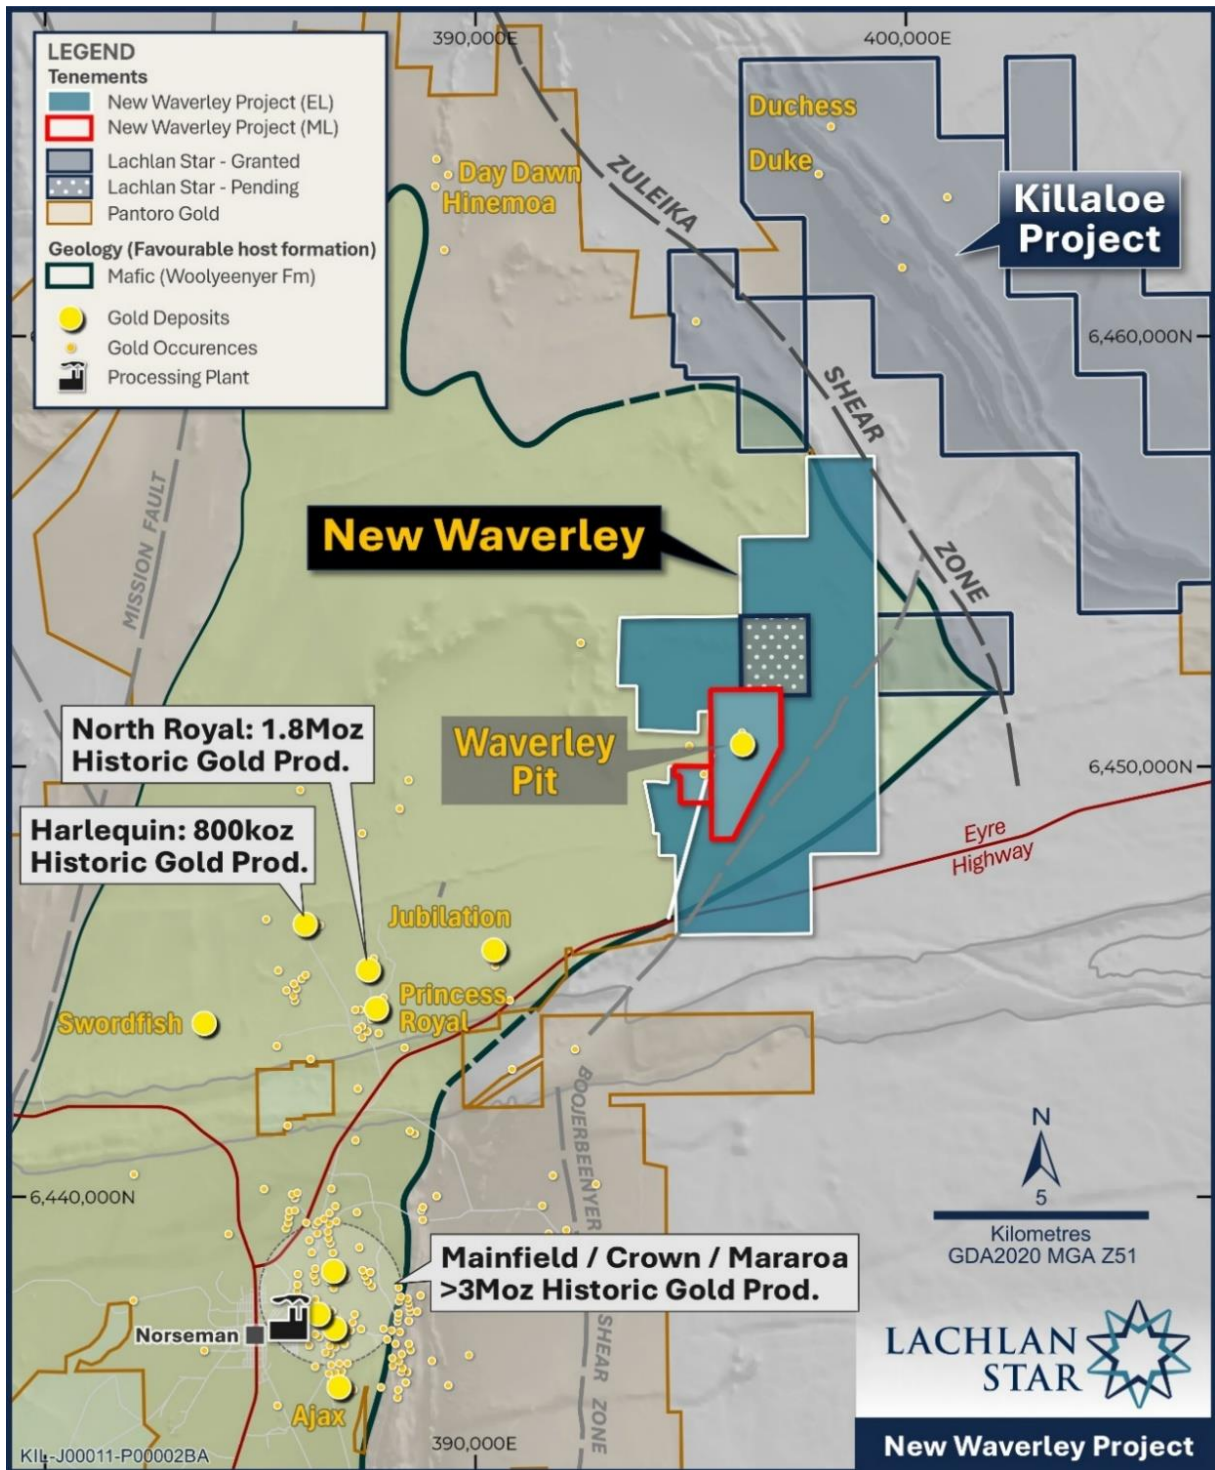 390,000E
400,000E
LEGEND
Tenements
New Waverley Project (EL)
New Waverley Project (ML)
Lachlan Star - Granted
Lachlan Star - Pending
Pantoro Gold
Geology (Favourable host formation)
Mafic (Woolyeenyer Fm)
Gold Deposits
Gold Occurences
Processing Plant
Duchess
Duke
Day Dawn
Hinemoa
ZULEIKA
SHEAR
ZONE
Killaloe
Project
6,460,000N
MISSION FAULT
New Waverley
North Royal: 1.8Moz
Historic Gold Prod.
Waverley
Pit
6,450,000N
Harlequin: 800koz
Historic Gold Prod.
Eyre
Highway
Jubilation
Princess
Royal
Swordfish
BOOJERBEENYER
SHEAR ZONE
6,440,000N
N
5
Kilometres
GDA2020 MGA Z51
Mainfield / Crown / Mararoa
>3Moz Historic Gold Prod.
Norseman
Ajax
LACHLAN
STAR
390,000E
KIL-J00011-P00002BA
New Waverley Project